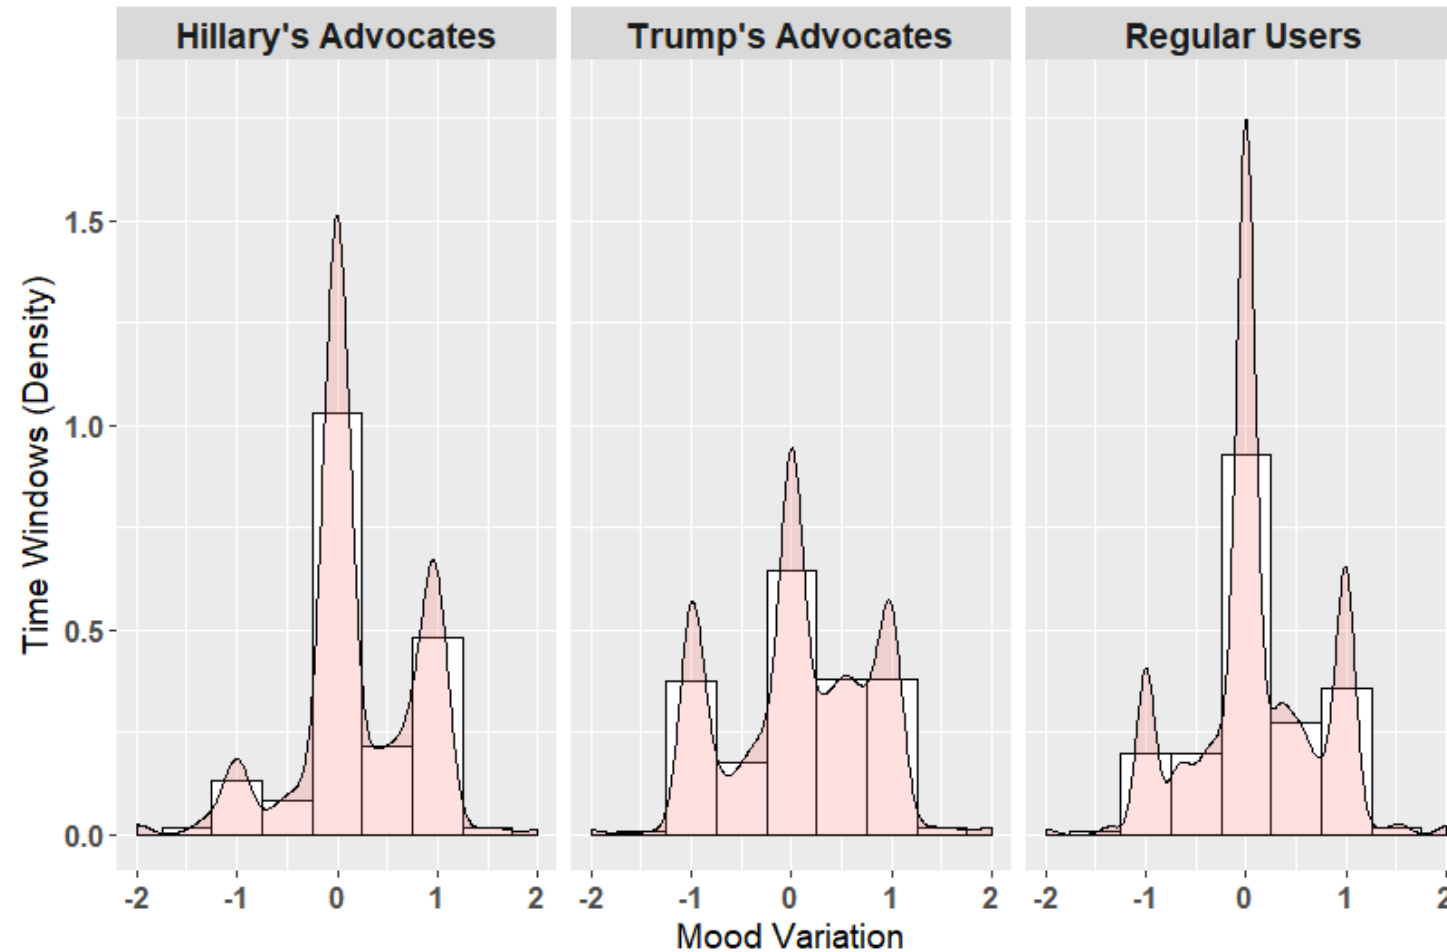 Hillary's Advocates
Trump's Advocates
Regular Users
Time Windows (Density)
1.5
1.0
0.5
0.0
-2 -1 0 1 2
-2 -1 0 1 2
-2 -1 0 1 2
Mood Variation